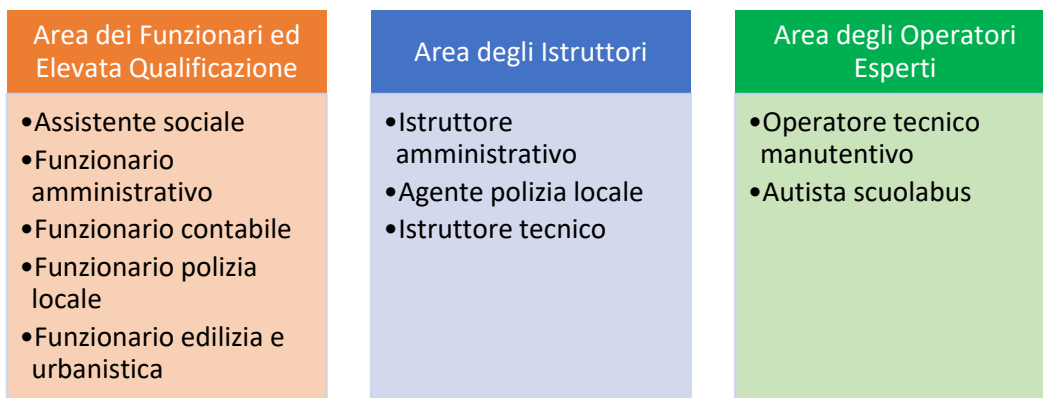 Area dei Funzionari ed
Elevata Qualificazione
•Assistente sociale
•Funzionario
amministrativo
•Funzionario contabile
•Funzionario polizia
locale
•Funzionario edilizia e
urbanistica
Area degli Istruttori
•Istruttore
amministrativo
•Agente polizia locale
•Istruttore tecnico
Area degli Operatori
Esperti
•Operatore tecnico
manutentivo
•Autista scuolabus